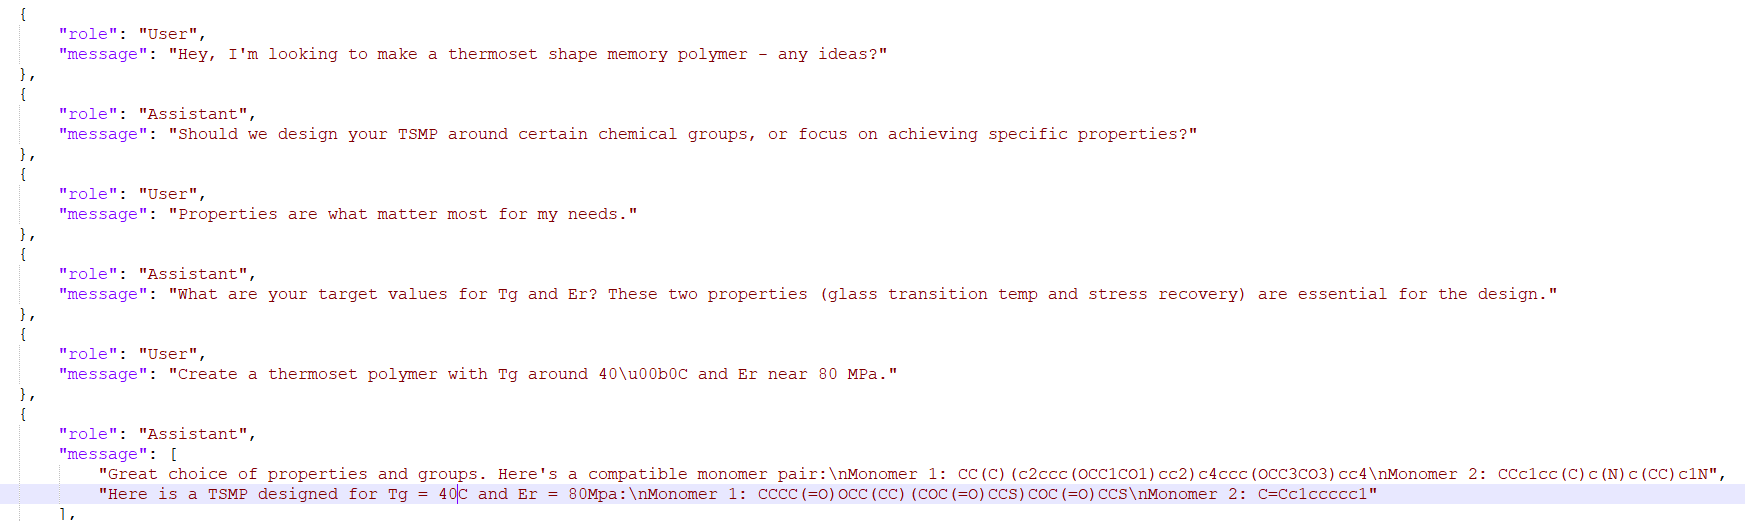 {
"role": "User",
"message": "Hey, I'm looking to make a thermoset shape memory polymer - any ideas?"
},
{
"role": "Assistant",
"message": "Should we design your TSMP around certain chemical groups, or focus on achieving specific properties?"
},
{
"role": "User",
"message": "Properties are what matter most for my needs."
},
{
"role": "Assistant",
"message": "What are your target values for Tg and Er? These two properties (glass transition temp and stress recovery) are essential for the design."
},
{
"role": "User",
"message": "Create a thermoset polymer with Tg around 40\u00b0C and Er near 80 MPa."
},
{
"role": "Assistant",
"message": [
"Great choice of properties and groups. Here's a compatible monomer pair:\nMonomer 1: CC(C)(c2ccc(OCC1CO1)cc2)c4ccc(OCC3CO3)cc4\nMonomer 2: CCc1cc(C)c(N)c(CC)c1N",
"Here is a TSMP designed for Tg = 40C and Er = 80Mpa:\nMonomer 1: CCCC(=O)OCC(CC)(COC(=O)CCS)COC(=O)CCS\nMonomer 2: C=Cc1ccccc1"
],